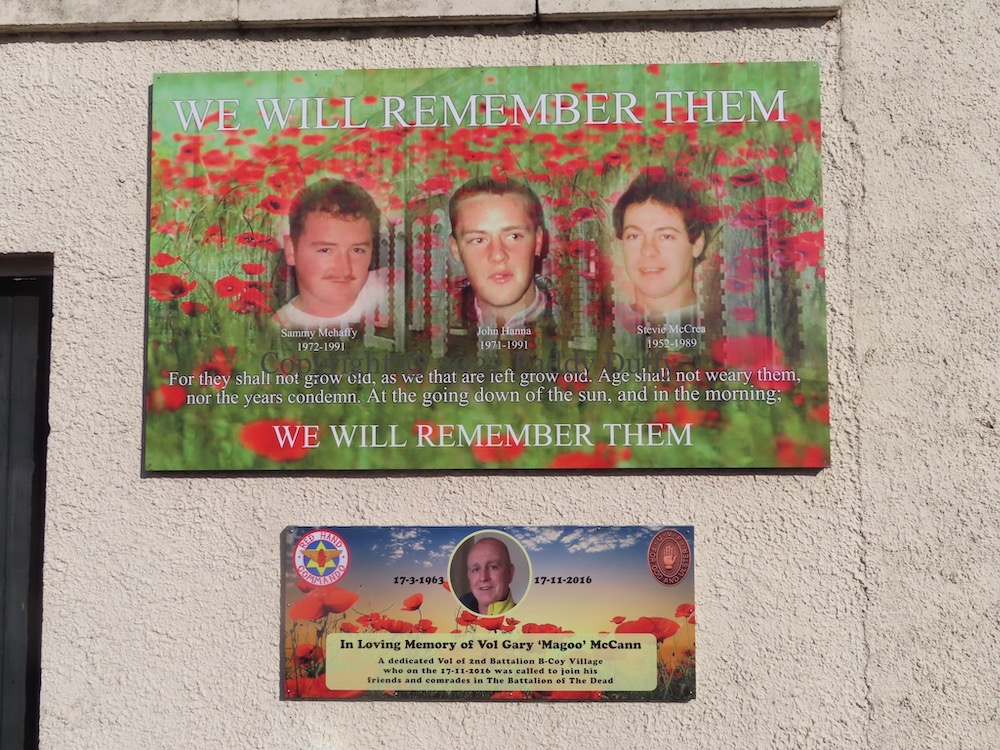 WE WILL REMEMBER THEM
Sammy Mehaffy
1972-1991
John Hanna
1971-1991
Stevie McCrea
1952-1989
Copyright
For they shall not grow old, as we that are left grow old. Age shall not weary them,
nor the years condemn. At the going down of the sun, and in the morning;
WE WILL REMEMBER THEM
RED HAND
COMMANDO
17-3-1963
17-11-2016
FOR GOD AND ULSTER
In Loving Memory of Vol Gary ‘Magoo’ McCann
A dedicated Vol of 2nd Battalion B-Coy Village
who on the 17-11-2016 was called to join his
friends and comrades in The Battalion of The Dead